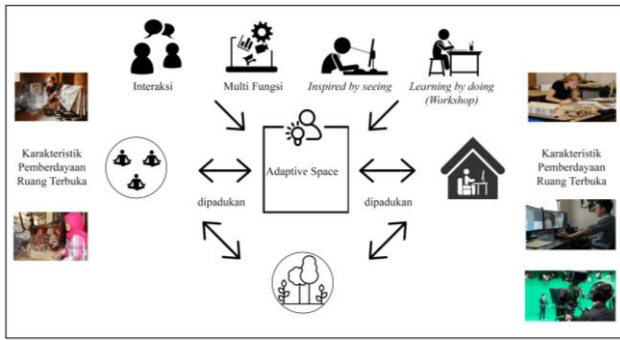 Interaksi
Multi Fungsi
Inspired by seeing
Learning by doing
(Workshop)
Karakteristik
Pemberdayaan
Ruang Terbuka
Adaptive Space
dipadukan
dipadukan
Karakteristik
Pemberdayaan
Ruang Terbuka